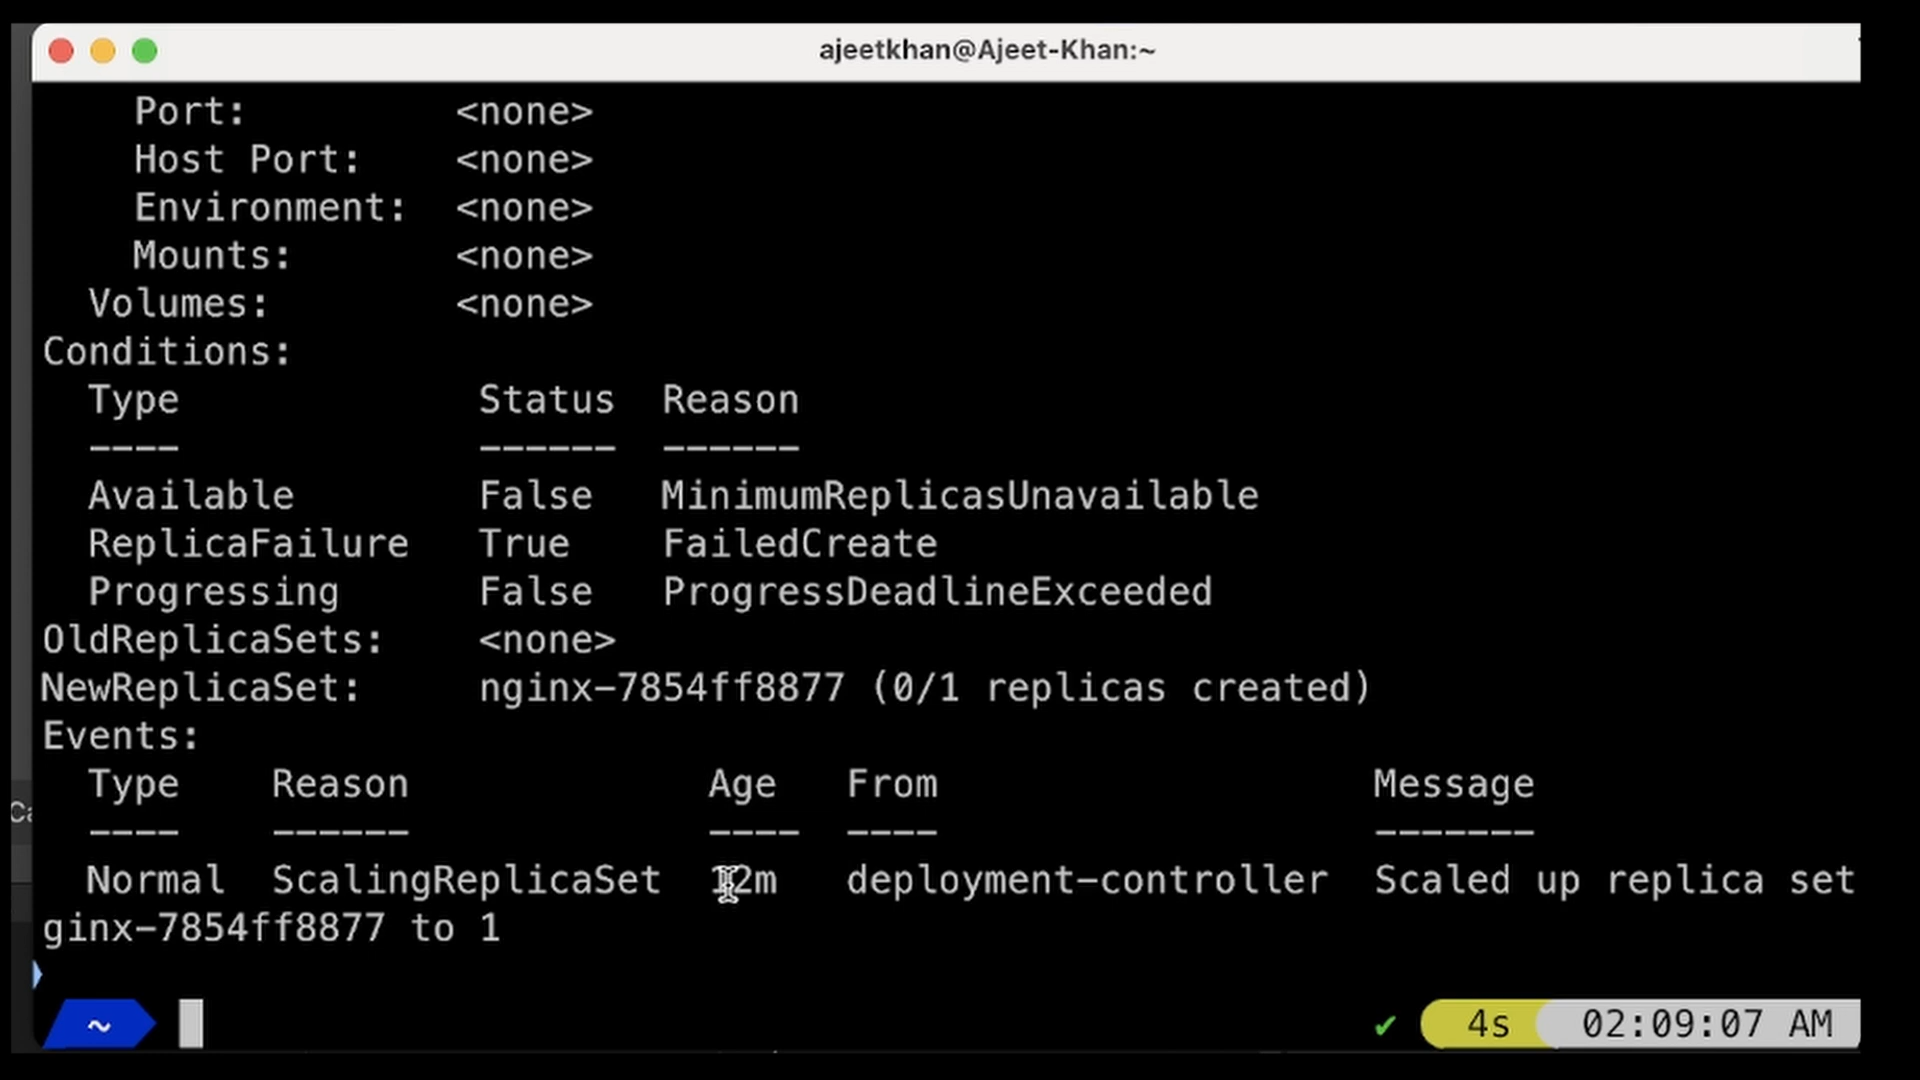 ajeetkhan@Ajeet-Khan:~
Port: <none>
Host Port: <none>
Environment: <none>
Mounts: <none>
Volumes: <none>
Conditions:
Type Status Reason
---- ------ ------
Available False MinimumReplicasUnavailable
ReplicaFailure True FailedCreate
Progressing False ProgressDeadlineExceeded
OldReplicaSets: <none>
NewReplicaSet: nginx-7854ff8877 (0/1 replicas created)
Events:
Type Reason Age From Message
---- ------ ---- ---- -------
Normal ScalingReplicaSet 12m deployment-controller Scaled up replica set
ginx-7854ff8877 to 1
~ ✔ 4s 02:09:07 AM